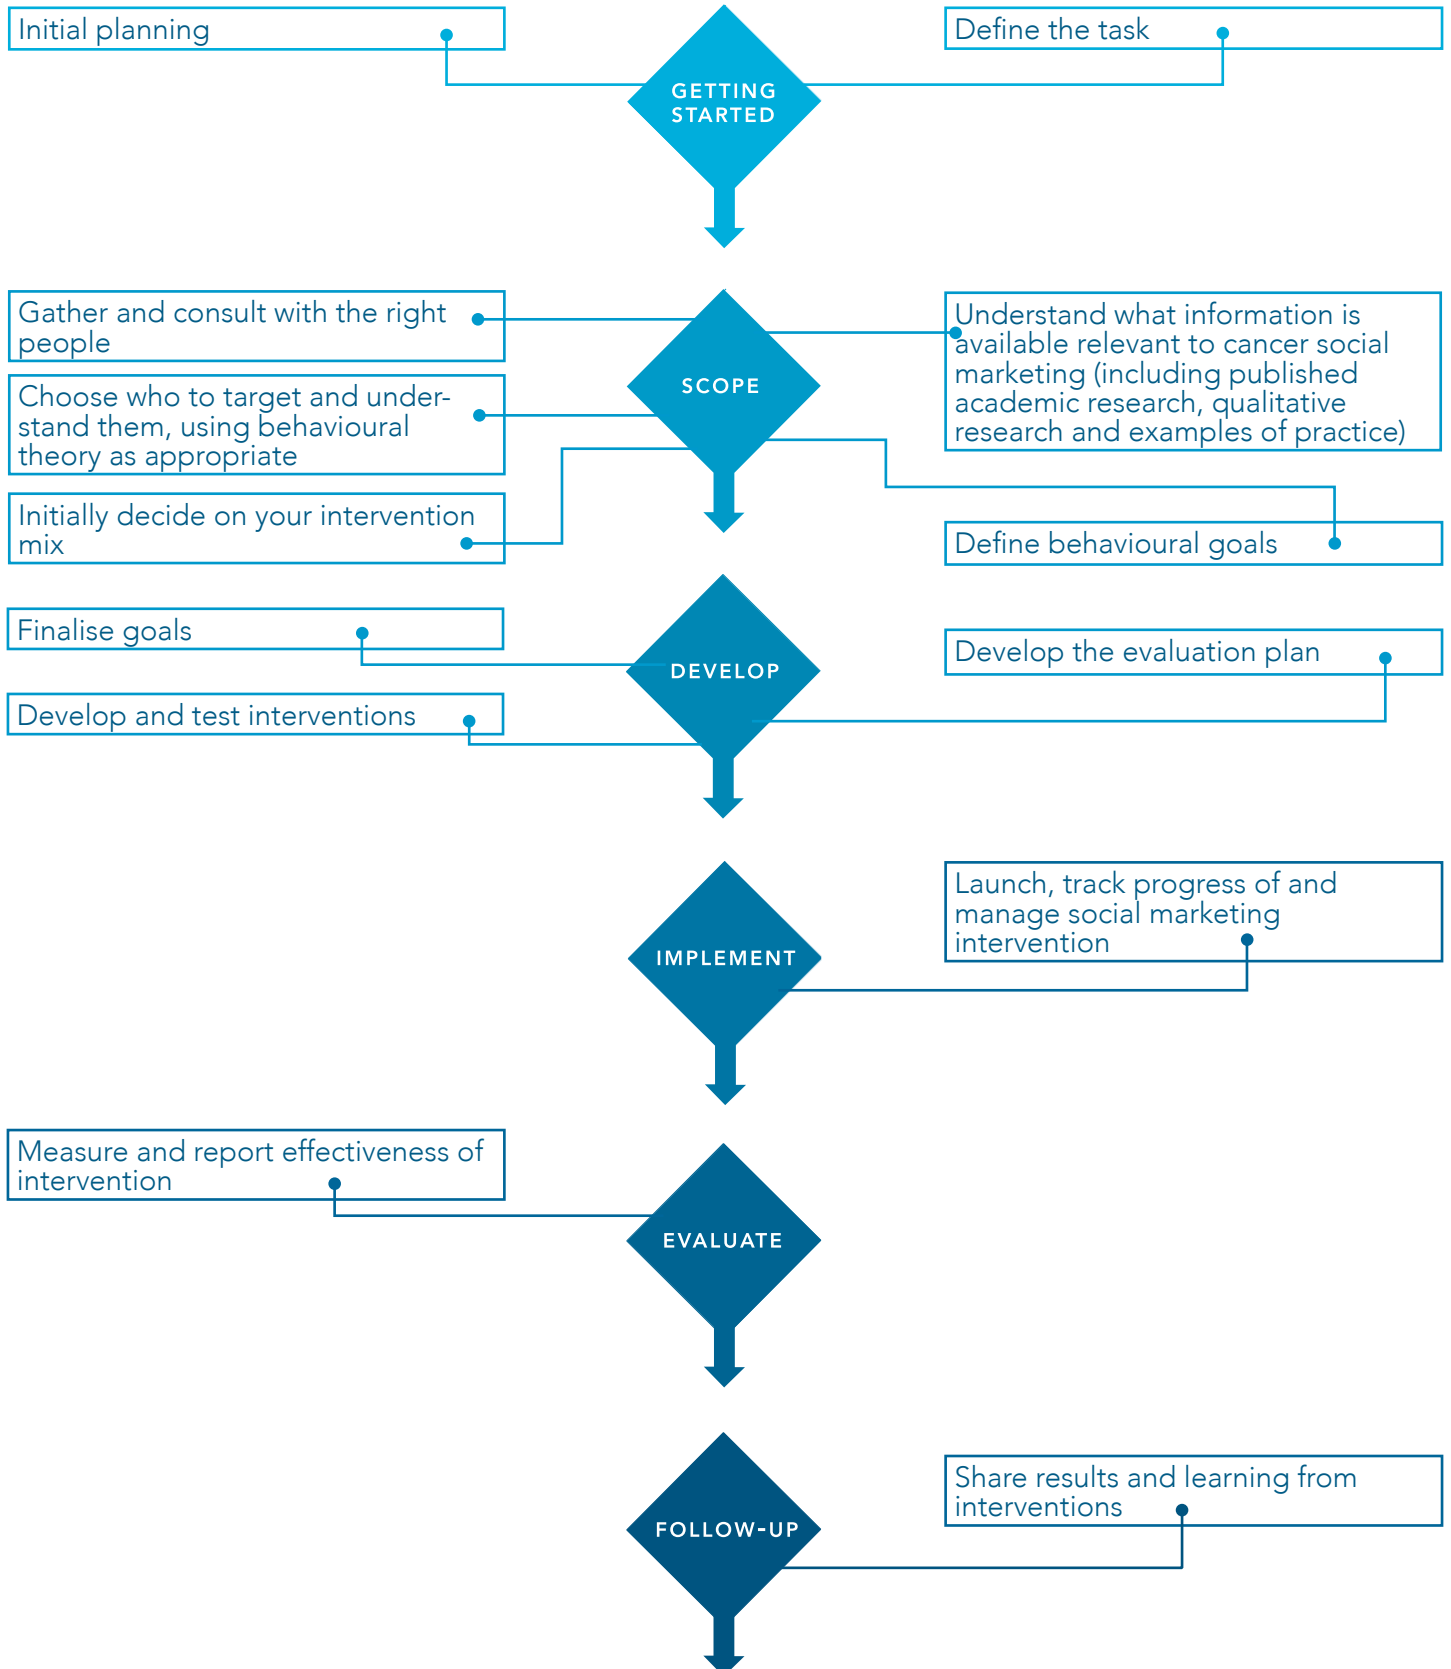 Initial planning
Define the task
GETTING
STARTED
Gather and consult with the right
people
Understand what information is
available relevant to cancer social
marketing (including published
academic research, qualitative
research and examples of practice)
SCOPE
Choose who to target and under-
stand them, using behavioural
theory as appropriate
Initially decide on your intervention
mix
Define behavioural goals
Finalise goals
Develop the evaluation plan
DEVELOP
Develop and test interventions
Launch, track progress of and
manage social marketing
intervention
IMPLEMENT
Measure and report effectiveness of
intervention
EVALUATE
Share results and learning from
interventions
FOLLOW-UP